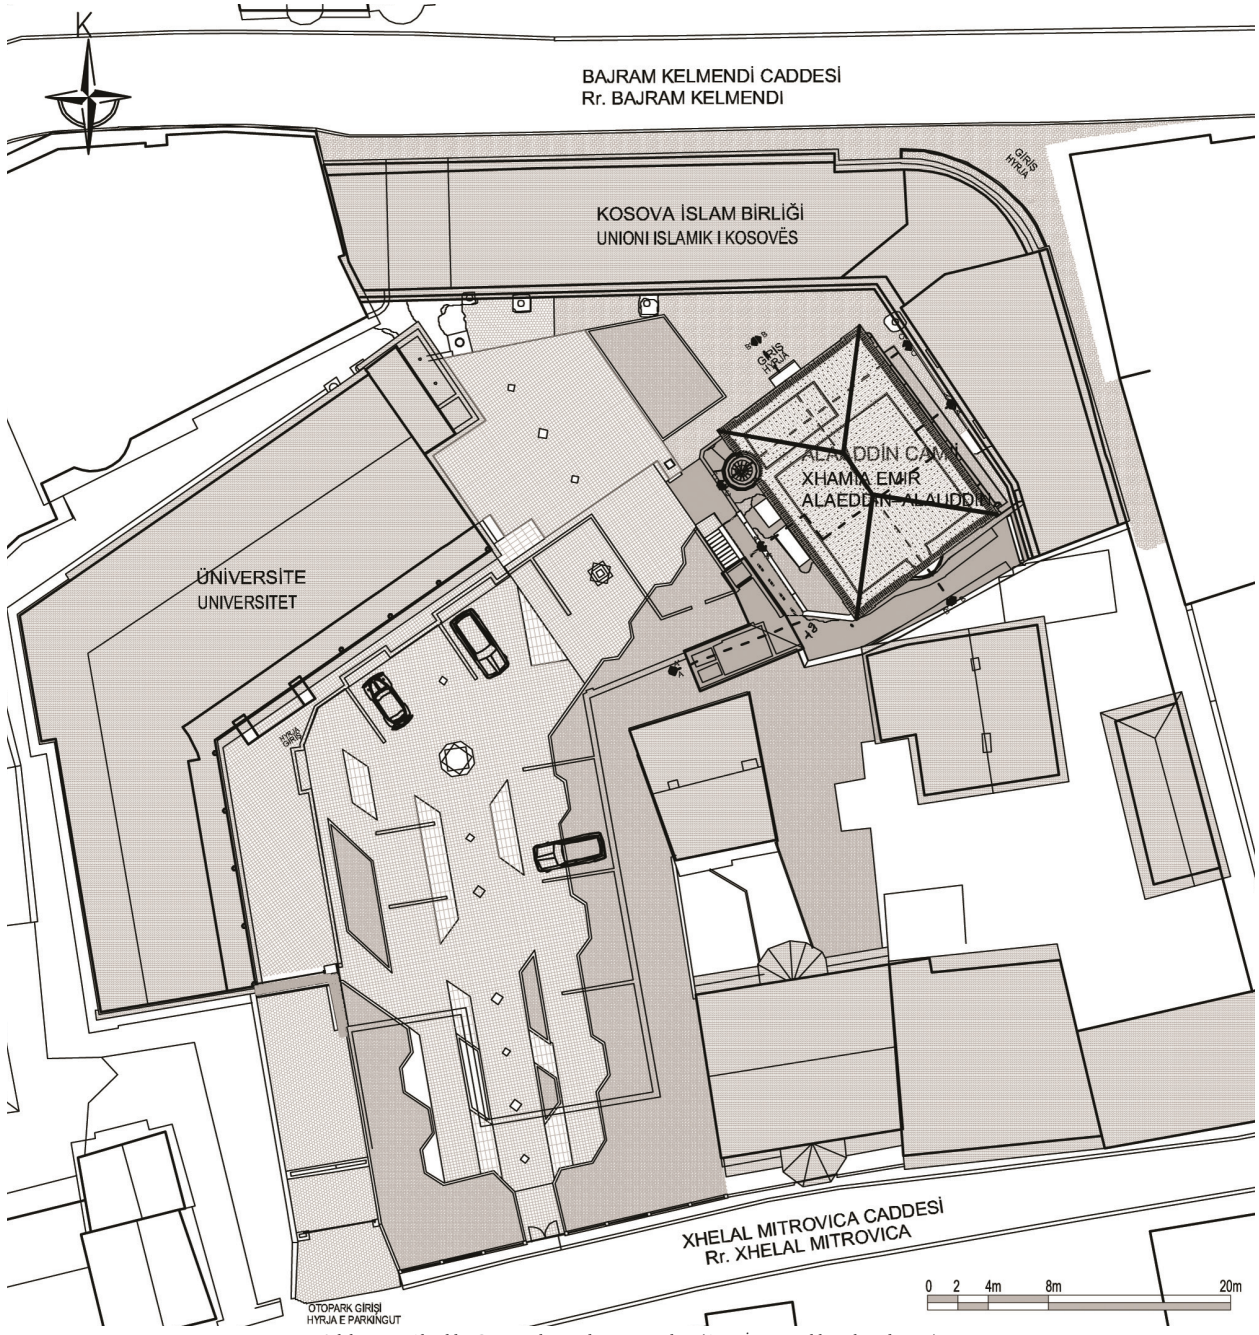 K
BAJRAM KELMENDİ CADDESİ
Rr. BAJRAM KELMENDI
GİRİŞ
HYRJA
KOSOVA İSLAM BİRLİĞİ
UNIONI ISLAMIK I KOSOVËS
GİRİŞ
HYRJA
ALAEDDİN CAMİİ
XHAMIA EMIR
ALAEDDIN-ALAUDDIN
ÜNİVERSİTE
UNIVERSITET
HYRJA
GİRİŞ
XHELAL MITROVICA CADDESİ
Rr. XHELAL MITROVICA
0 2 4m 8m 20m
OTOPARK GİRİŞİ
HYRJA E PARKINGUT